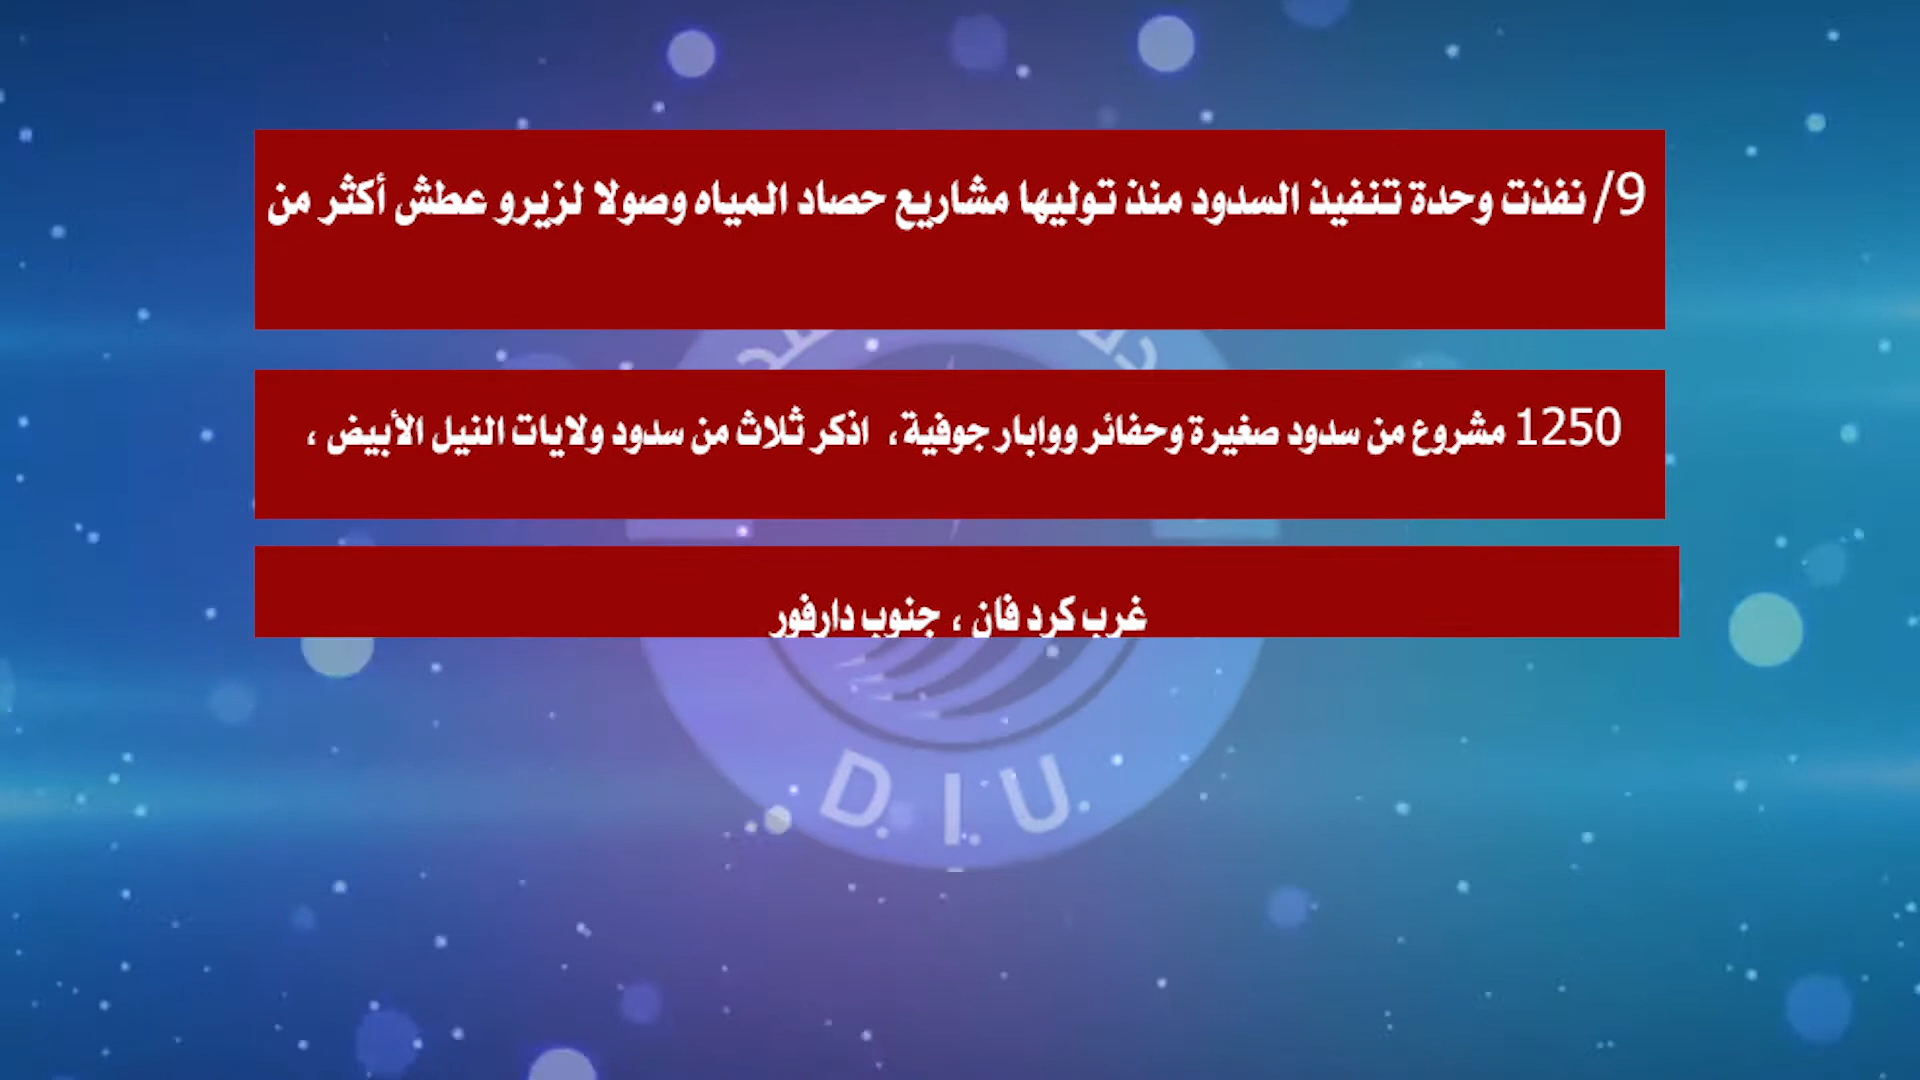 9/ نفذت وحدة تنفيذ السدود منذ توليها مشاريع حصاد المياه وصولا لزيرو عطش أكثر من
1250 مشروع من سدود صغيرة وحفائر ووابار جوفية، اذكر ثلاث من سدود ولايات النيل الأبيض ،
غرب كرد فان ، جنوب دارفور
D I U